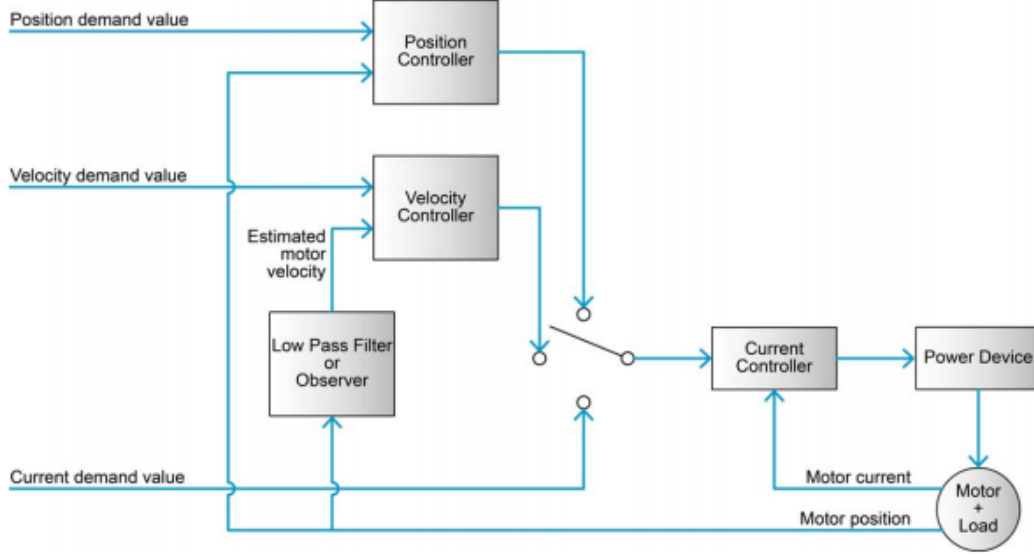 Position demand value
Position
Controller
Velocity demand value
Velocity
Controller
Estimated
motor
velocity
Low Pass Filter
or
Observer
Current
Controller
Power Device
Current demand value
Motor current
Motor position
Motor
+
Load